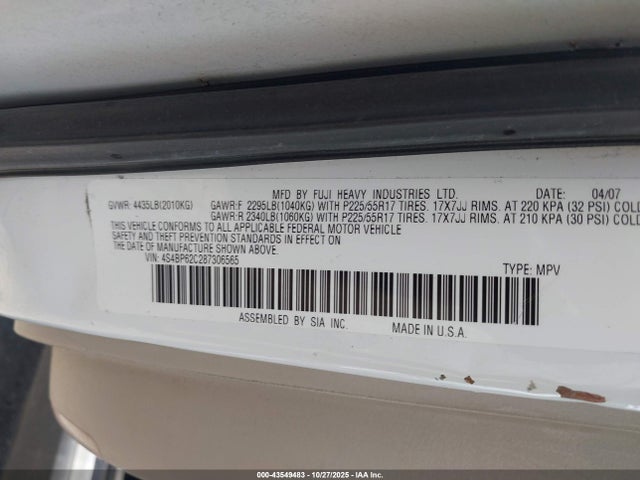 MFD BY FUJI HEAVY INDUSTRIES LTD. DATE: 04/07
GVWR: 4435LB(2010KG) GAWR:F 2295LB(1040KG) WITH P225/55R17 TIRES. 17X7JJ RIMS. AT 220 KPA (32 PSI) COLD
GAWR:R 2340LB(1060KG) WITH P225/55R17 TIRES. 17X7JJ RIMS. AT 210 KPA (30 PSI) COLD
THIS VEHICLE CONFORMS TO ALL APPLICABLE FEDERAL MOTOR VEHICLE
SAFETY AND THEFT PREVENTION STANDARDS IN EFFECT ON
THE DATE OF MANUFACTURE SHOWN ABOVE.
VIN: 4S4BP62C287306565 TYPE: MPV
ASSEMBLED BY SIA INC. MADE IN U.S.A.
000-43549483 - 10/27/2025 - IAA Inc.